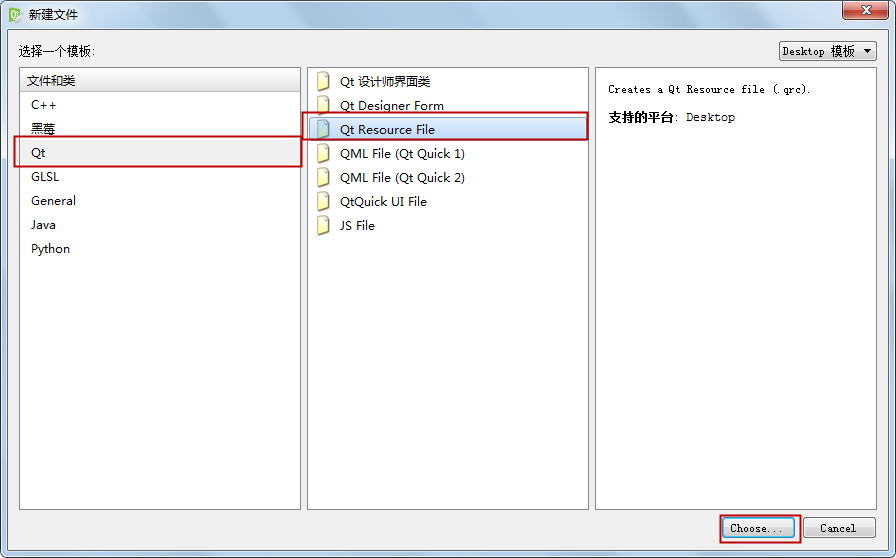 新建文件
选择一个模板:
Desktop 模板
文件和类
C++
黑莓
Qt
GLSL
General
Java
Python
Qt 设计师界面类
Qt Designer Form
Qt Resource File
QML File (Qt Quick 1)
QML File (Qt Quick 2)
QtQuick UI File
JS File
Creates a Qt Resource file (.qrc).
支持的平台: Desktop
Choose...
Cancel